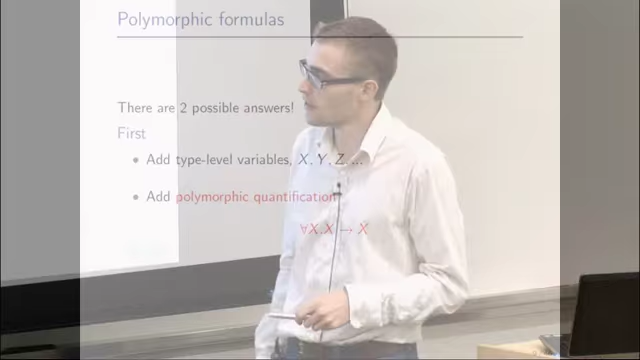 Polymorphic formulas
There are 2 possible answers!
First
• Add type-level variables, X, Y, Z ...
• Add polymorphic quantification
∀X.X → X